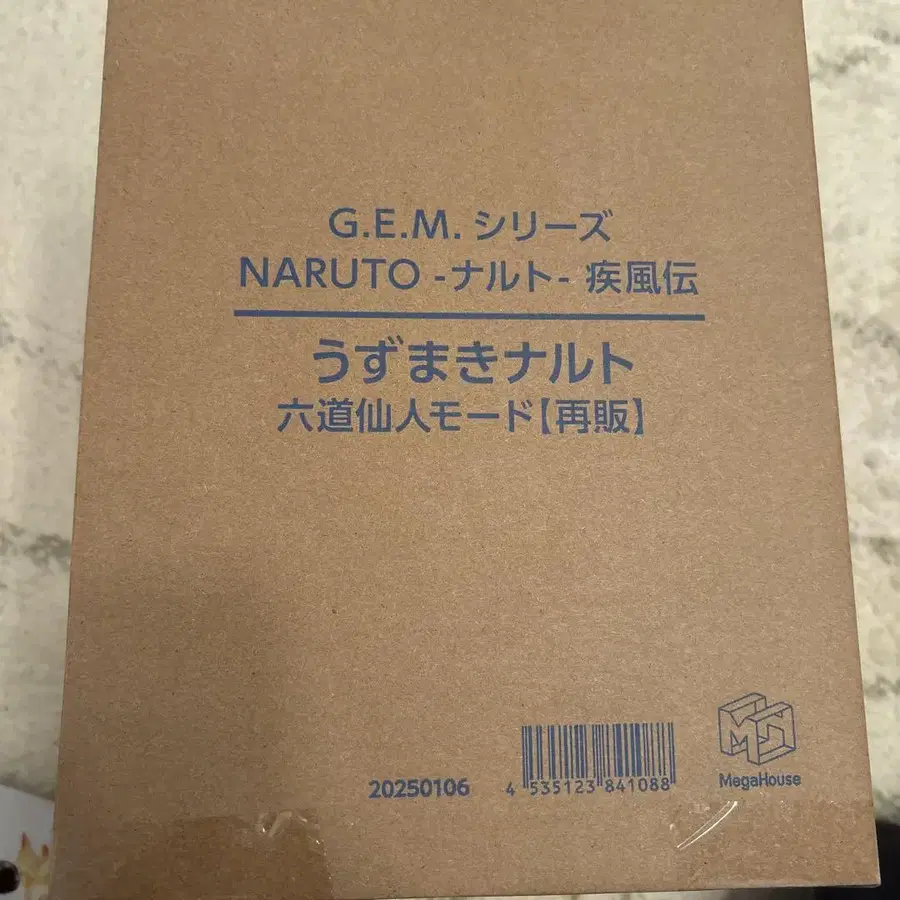 G.E.M. シリーズ
NARUTO -ナルト- 疾風伝
うずまきナルト
六道仙人モード【再販】
20250106
4 535123 841088
MegaHouse